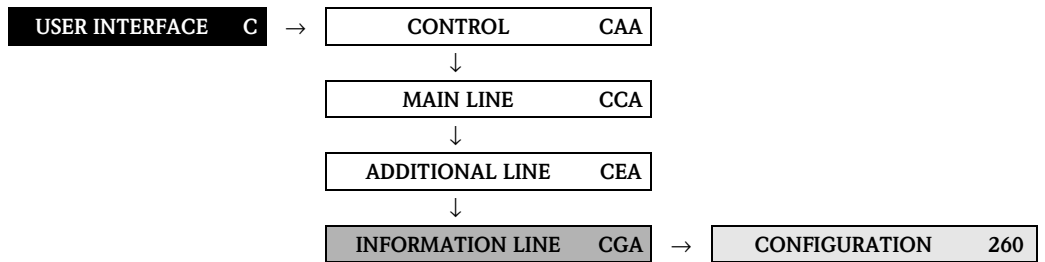 USER INTERFACE C → CONTROL CAA
↓
MAIN LINE CCA
↓
ADDITIONAL LINE CEA
↓
INFORMATION LINE CGA → CONFIGURATION 260